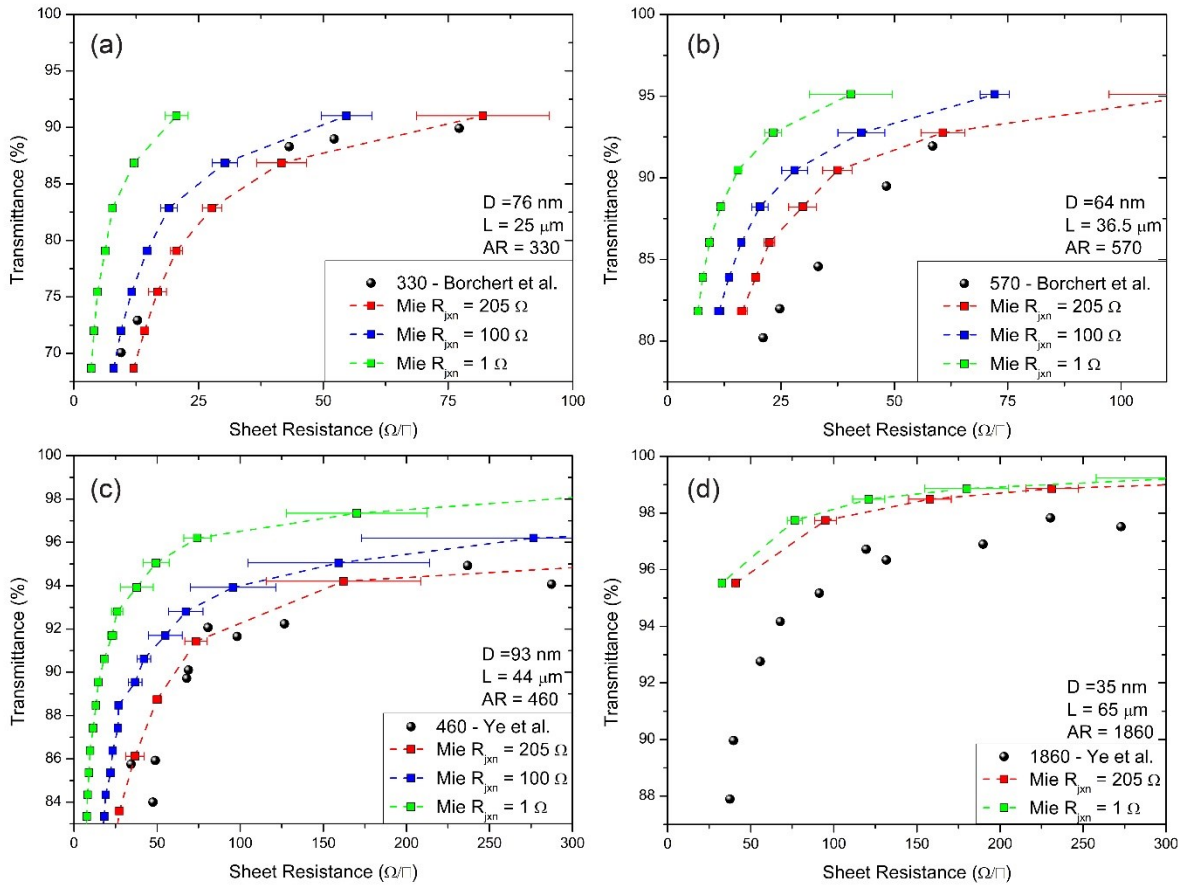 (a)
100
95
90
85
80
75
70
Transmittance (%)
D =76 nm
L = 25 μm
AR = 330
330 - Borchert et al.
Mie Rjxn = 205 Ω
Mie Rjxn = 100 Ω
Mie Rjxn = 1 Ω
0 25 50 75 100
Sheet Resistance (Ω/□)
(b)
100
95
90
85
80
Transmittance (%)
D = 64 nm
L = 36.5 μm
AR = 570
570 - Borchert et al.
Mie Rjxn = 205 Ω
Mie Rjxn = 100 Ω
Mie Rjxn = 1 Ω
0 25 50 75 100
Sheet Resistance (Ω/□)
(c)
100
98
96
94
92
90
88
86
84
Transmittance (%)
D =93 nm
L = 44 μm
AR = 460
460 - Ye et al.
Mie Rjxn = 205 Ω
Mie Rjxn = 100 Ω
Mie Rjxn = 1 Ω
0 50 100 150 200 250 300
Sheet Resistance (Ω/□)
(d)
100
98
96
94
92
90
88
Transmittance (%)
D = 35 nm
L = 65 μm
AR = 1860
1860 - Ye et al.
Mie Rjxn = 205 Ω
Mie Rjxn = 1 Ω
0 50 100 150 200 250 300
Sheet Resistance (Ω/□)